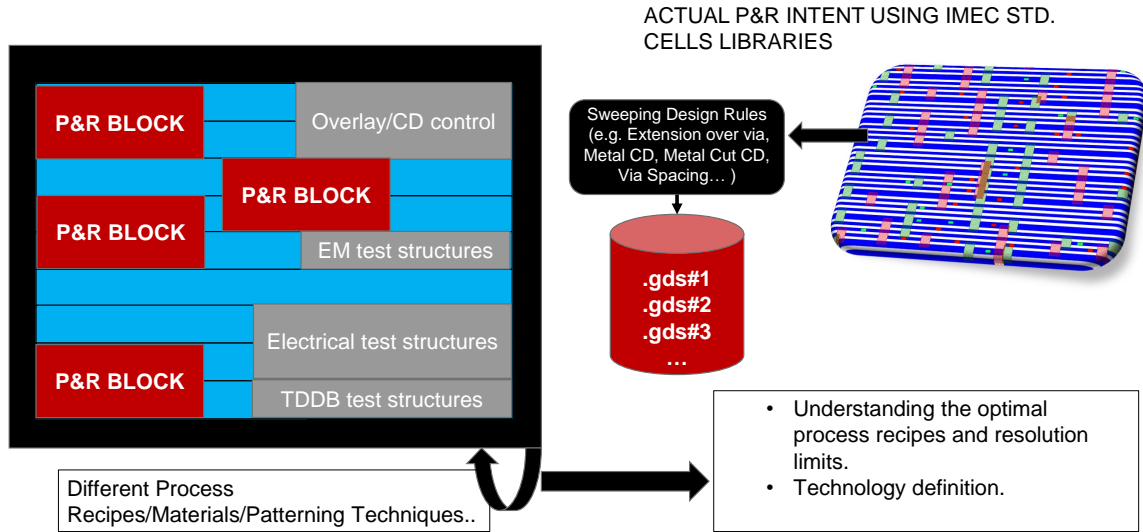 ACTUAL P&R INTENT USING IMEC STD.
CELLS LIBRARIES
P&R BLOCK
Overlay/CD control
P&R BLOCK
P&R BLOCK
EM test structures
Electrical test structures
P&R BLOCK
TDDB test structures
Sweeping Design Rules
(e.g. Extension over via,
Metal CD, Metal Cut CD,
Via Spacing… )
.gds#1
.gds#2
.gds#3
…
Different Process
Recipes/Materials/Patterning Techniques..
• Understanding the optimal
process recipes and resolution
limits.
• Technology definition.